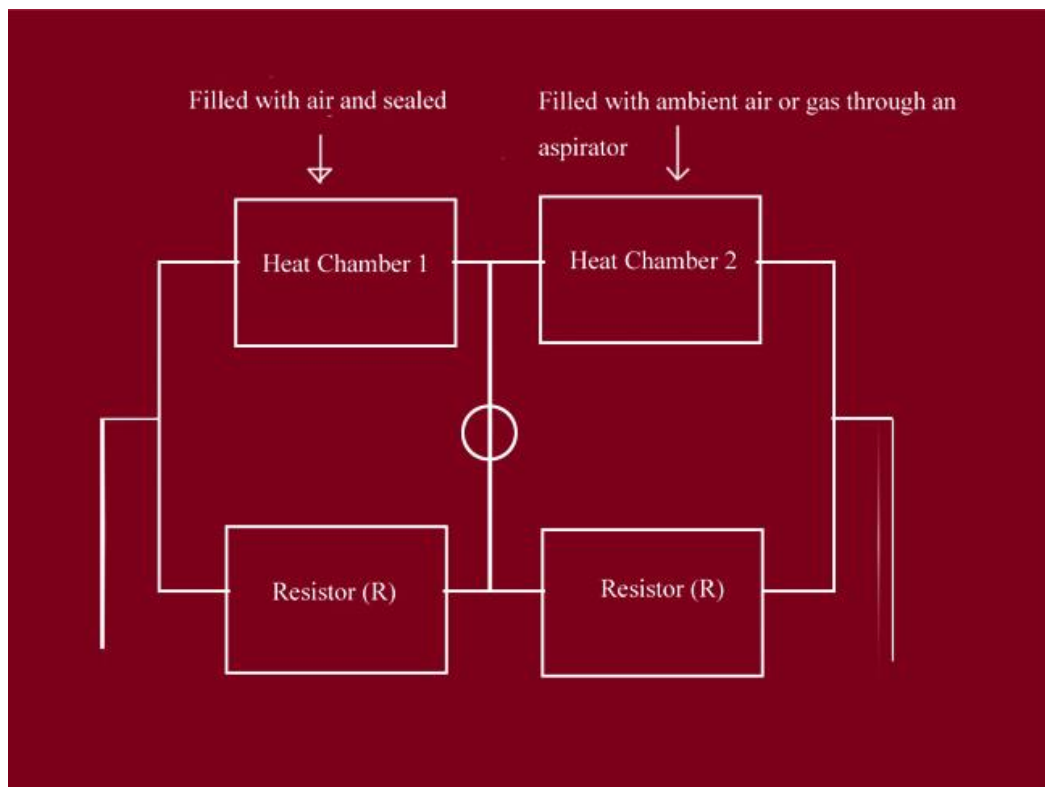 Filled with air and sealed
Filled with ambient air or gas through an
aspirator
Heat Chamber 1
Heat Chamber 2
Resistor (R)
Resistor (R)